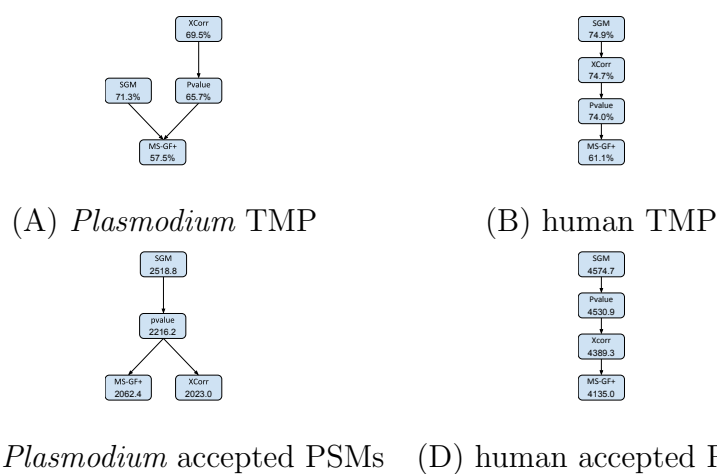 XCorr
69.5%
SGM
71.3%
Pvalue
65.7%
MS-GF+
57.5%
SGM
74.9%
XCorr
74.7%
Pvalue
74.0%
MS-GF+
61.1%
(A) Plasmodium TMP
(B) human TMP
SGM
2518.8
pvalue
2216.2
MS-GF+
2062.4
XCorr
2023.0
SGM
4574.7
Pvalue
4530.9
Xcorr
4389.3
MS-GF+
4135.0
Plasmodium accepted PSMs
(D) human accepted